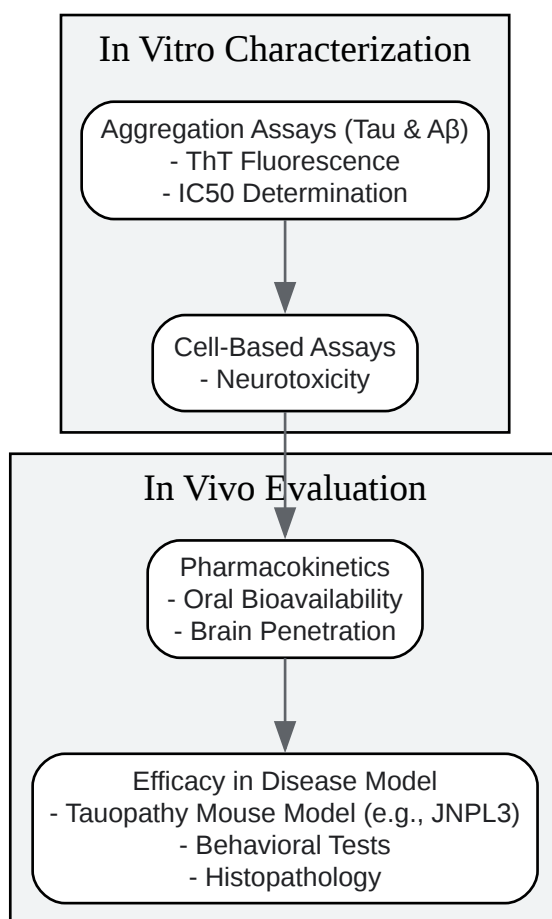 In Vitro Characterization
Aggregation Assays (Tau & Aβ)
- ThT Fluorescence
- IC50 Determination
Cell-Based Assays
- Neurotoxicity
In Vivo Evaluation
Pharmacokinetics
- Oral Bioavailability
- Brain Penetration
Efficacy in Disease Model
- Tauopathy Mouse Model (e.g., JNPL3)
- Behavioral Tests
- Histopathology